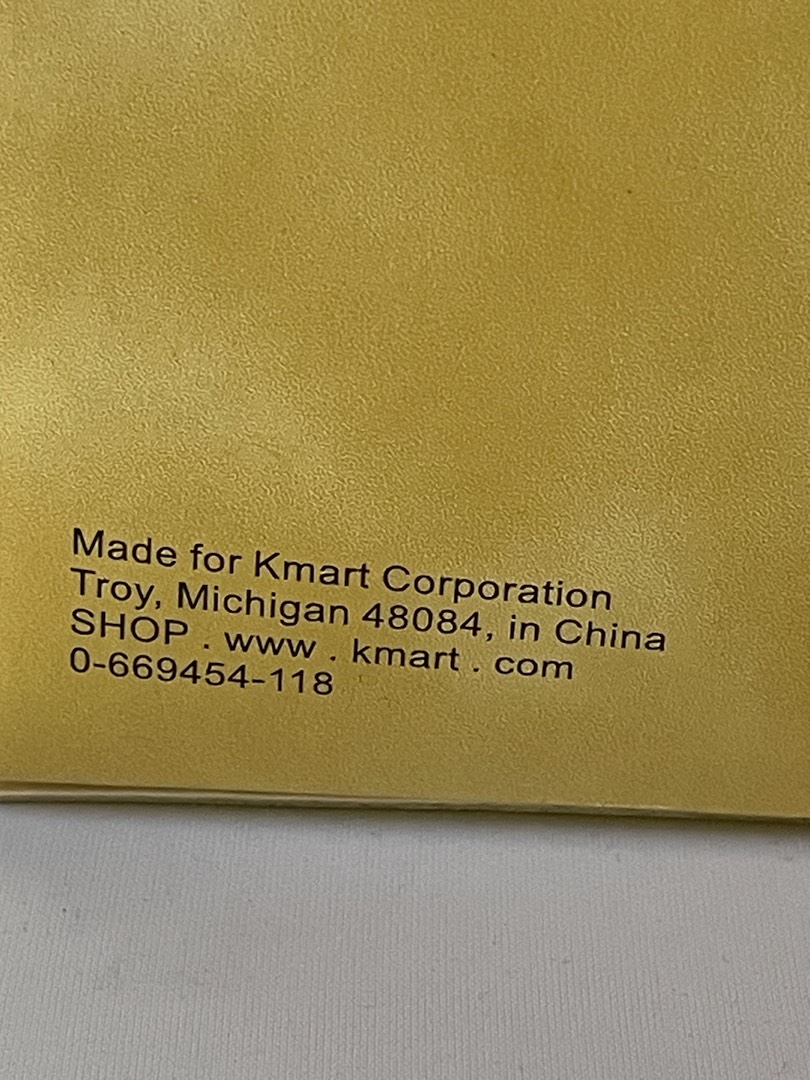 Made for Kmart Corporation
Troy, Michigan 48084, in China
SHOP . www . kmart . com
0-669454-118